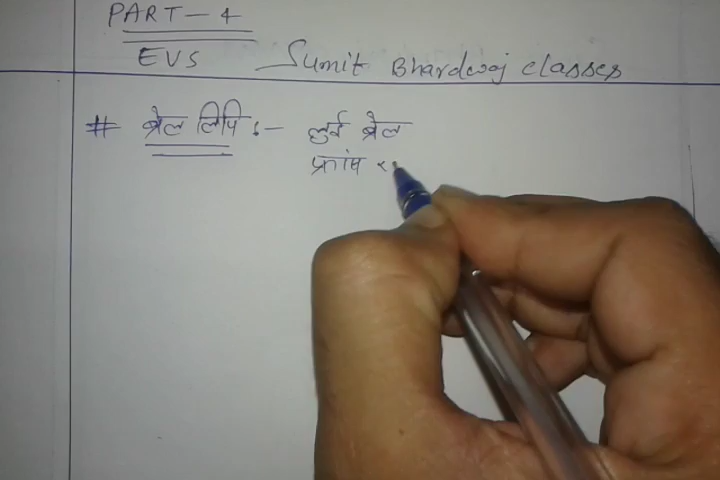 PART - 4
EVS Sumit Bhardwaj classes
# ब्रेल लिपि :- लुई ब्रेल
फ्रांस